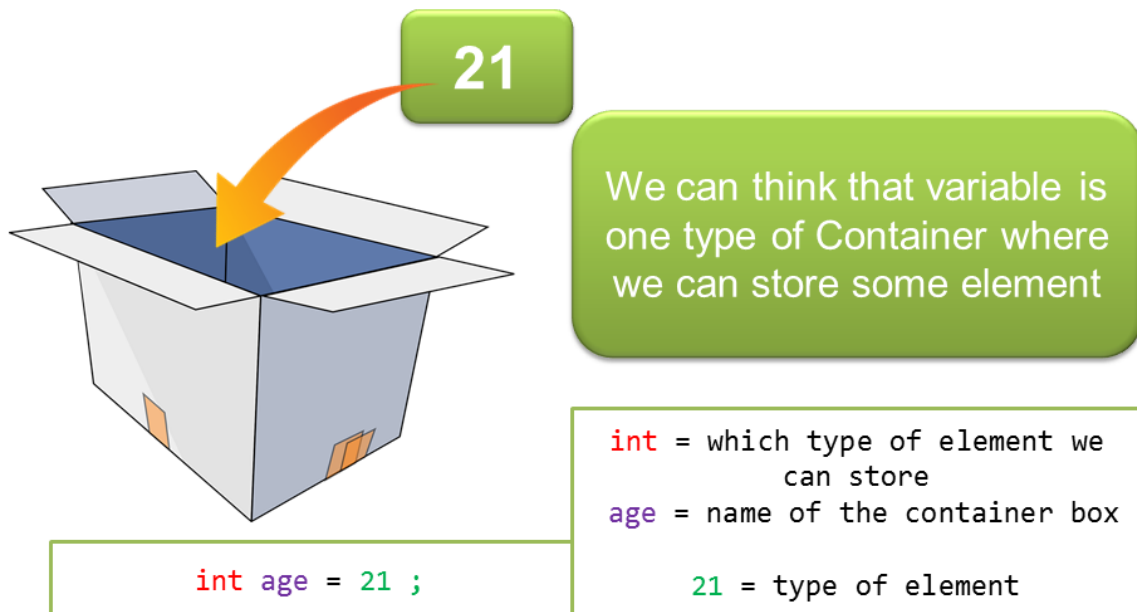 21
We can think that variable is
one type of Container where
we can store some element
int = which type of element we
can store
age = name of the container box
21 = type of element
int age = 21 ;